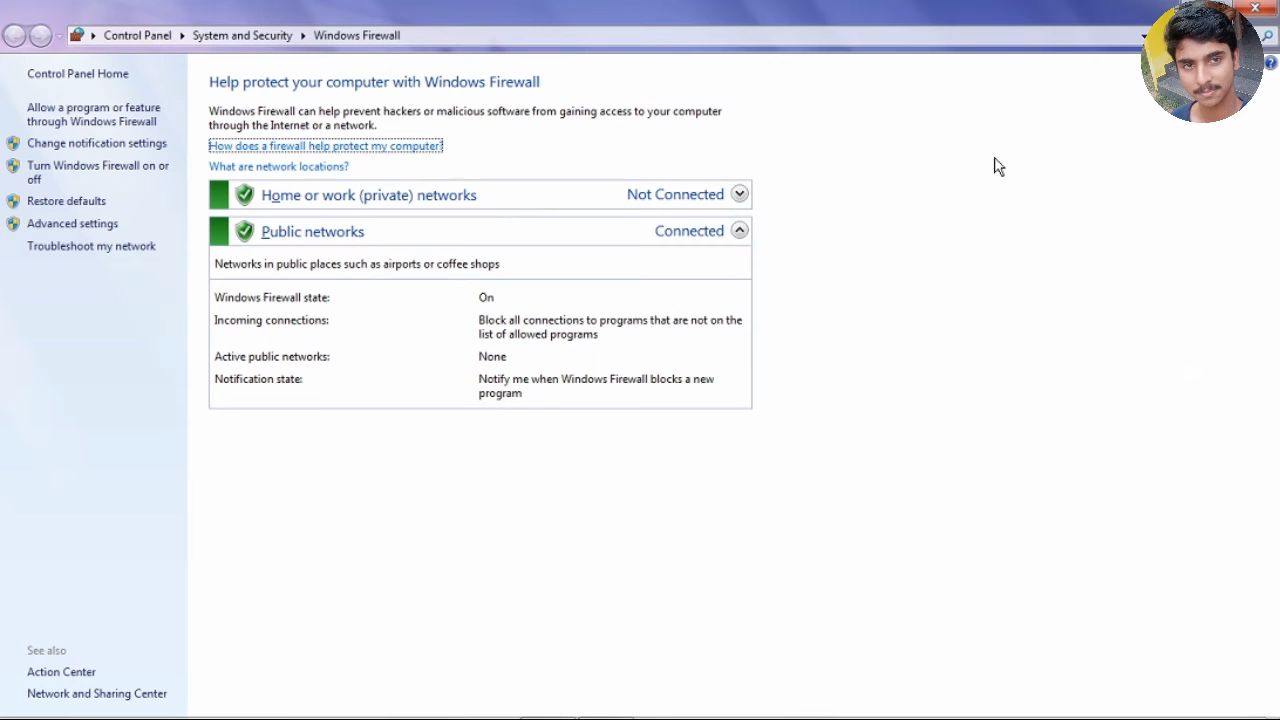 Control Panel ▸ System and Security ▸ Windows Firewall
Control Panel Home
Allow a program or feature
through Windows Firewall
Change notification settings
Turn Windows Firewall on or
off
Restore defaults
Advanced settings
Troubleshoot my network
See also
Action Center
Network and Sharing Center
Help protect your computer with Windows Firewall
Windows Firewall can help prevent hackers or malicious software from gaining access to your computer
through the Internet or a network.
How does a firewall help protect my computer?
What are network locations?
Home or work (private) networks Not Connected
Public networks Connected
Networks in public places such as airports or coffee shops
Windows Firewall state: On
Incoming connections: Block all connections to programs that are not on the
list of allowed programs
Active public networks: None
Notification state: Notify me when Windows Firewall blocks a new
program